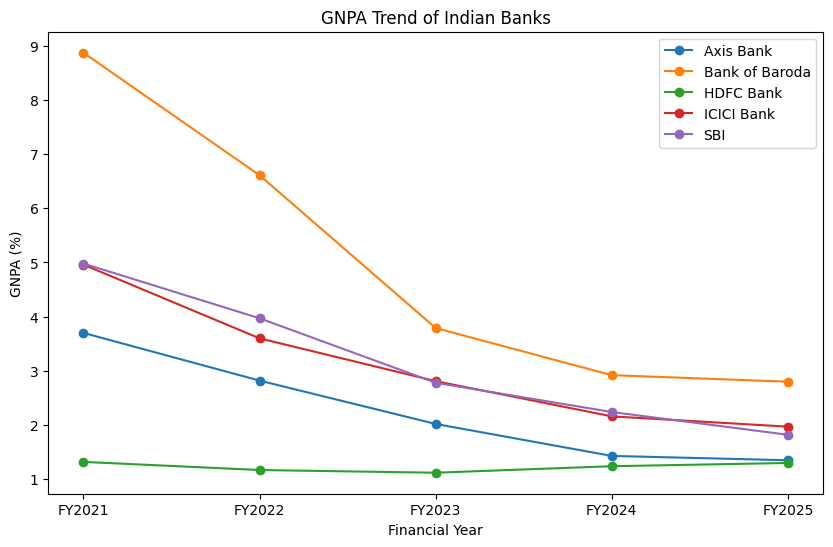 GNPA Trend of Indian Banks
GNPA (%)
9
8
7
6
5
4
3
2
1
Axis Bank
Bank of Baroda
HDFC Bank
ICICI Bank
SBI
FY2021 FY2022 FY2023 FY2024 FY2025
Financial Year